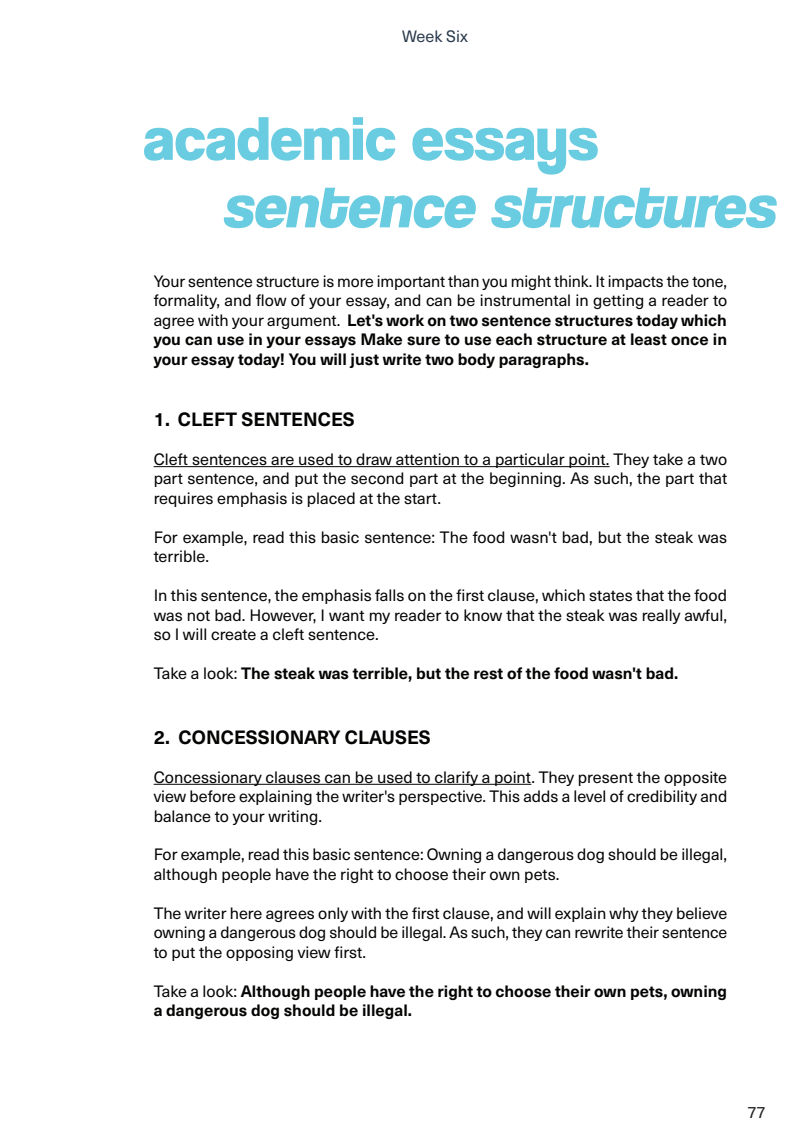 Week Six
academic essays
sentence structures
Your sentence structure is more important than you might think. It impacts the tone,
formality, and flow of your essay, and can be instrumental in getting a reader to
agree with your argument.  Let's work on two sentence structures today which
you can use in your essays Make sure to use each structure at least once in
your essay today! You will just write two body paragraphs.
1. CLEFT SENTENCES
Cleft sentences are used to draw attention to a particular point. They take a two
part sentence, and put the second part at the beginning. As such, the part that
requires emphasis is placed at the start.
For example, read this basic sentence: The food wasn't bad, but the steak was
terrible.
In this sentence, the emphasis falls on the first clause, which states that the food
was not bad. However, I want my reader to know that the steak was really awful,
so I will create a cleft sentence.
Take a look: The steak was terrible, but the rest of the food wasn't bad.
2. CONCESSIONARY CLAUSES
Concessionary clauses can be used to clarify a point. They present the opposite
view before explaining the writer's perspective. This adds a level of credibility and
balance to your writing.
For example, read this basic sentence: Owning a dangerous dog should be illegal,
although people have the right to choose their own pets.
The writer here agrees only with the first clause, and will explain why they believe
owning a dangerous dog should be illegal. As such, they can rewrite their sentence
to put the opposing view first.
Take a look: Although people have the right to choose their own pets, owning
a dangerous dog should be illegal.
77